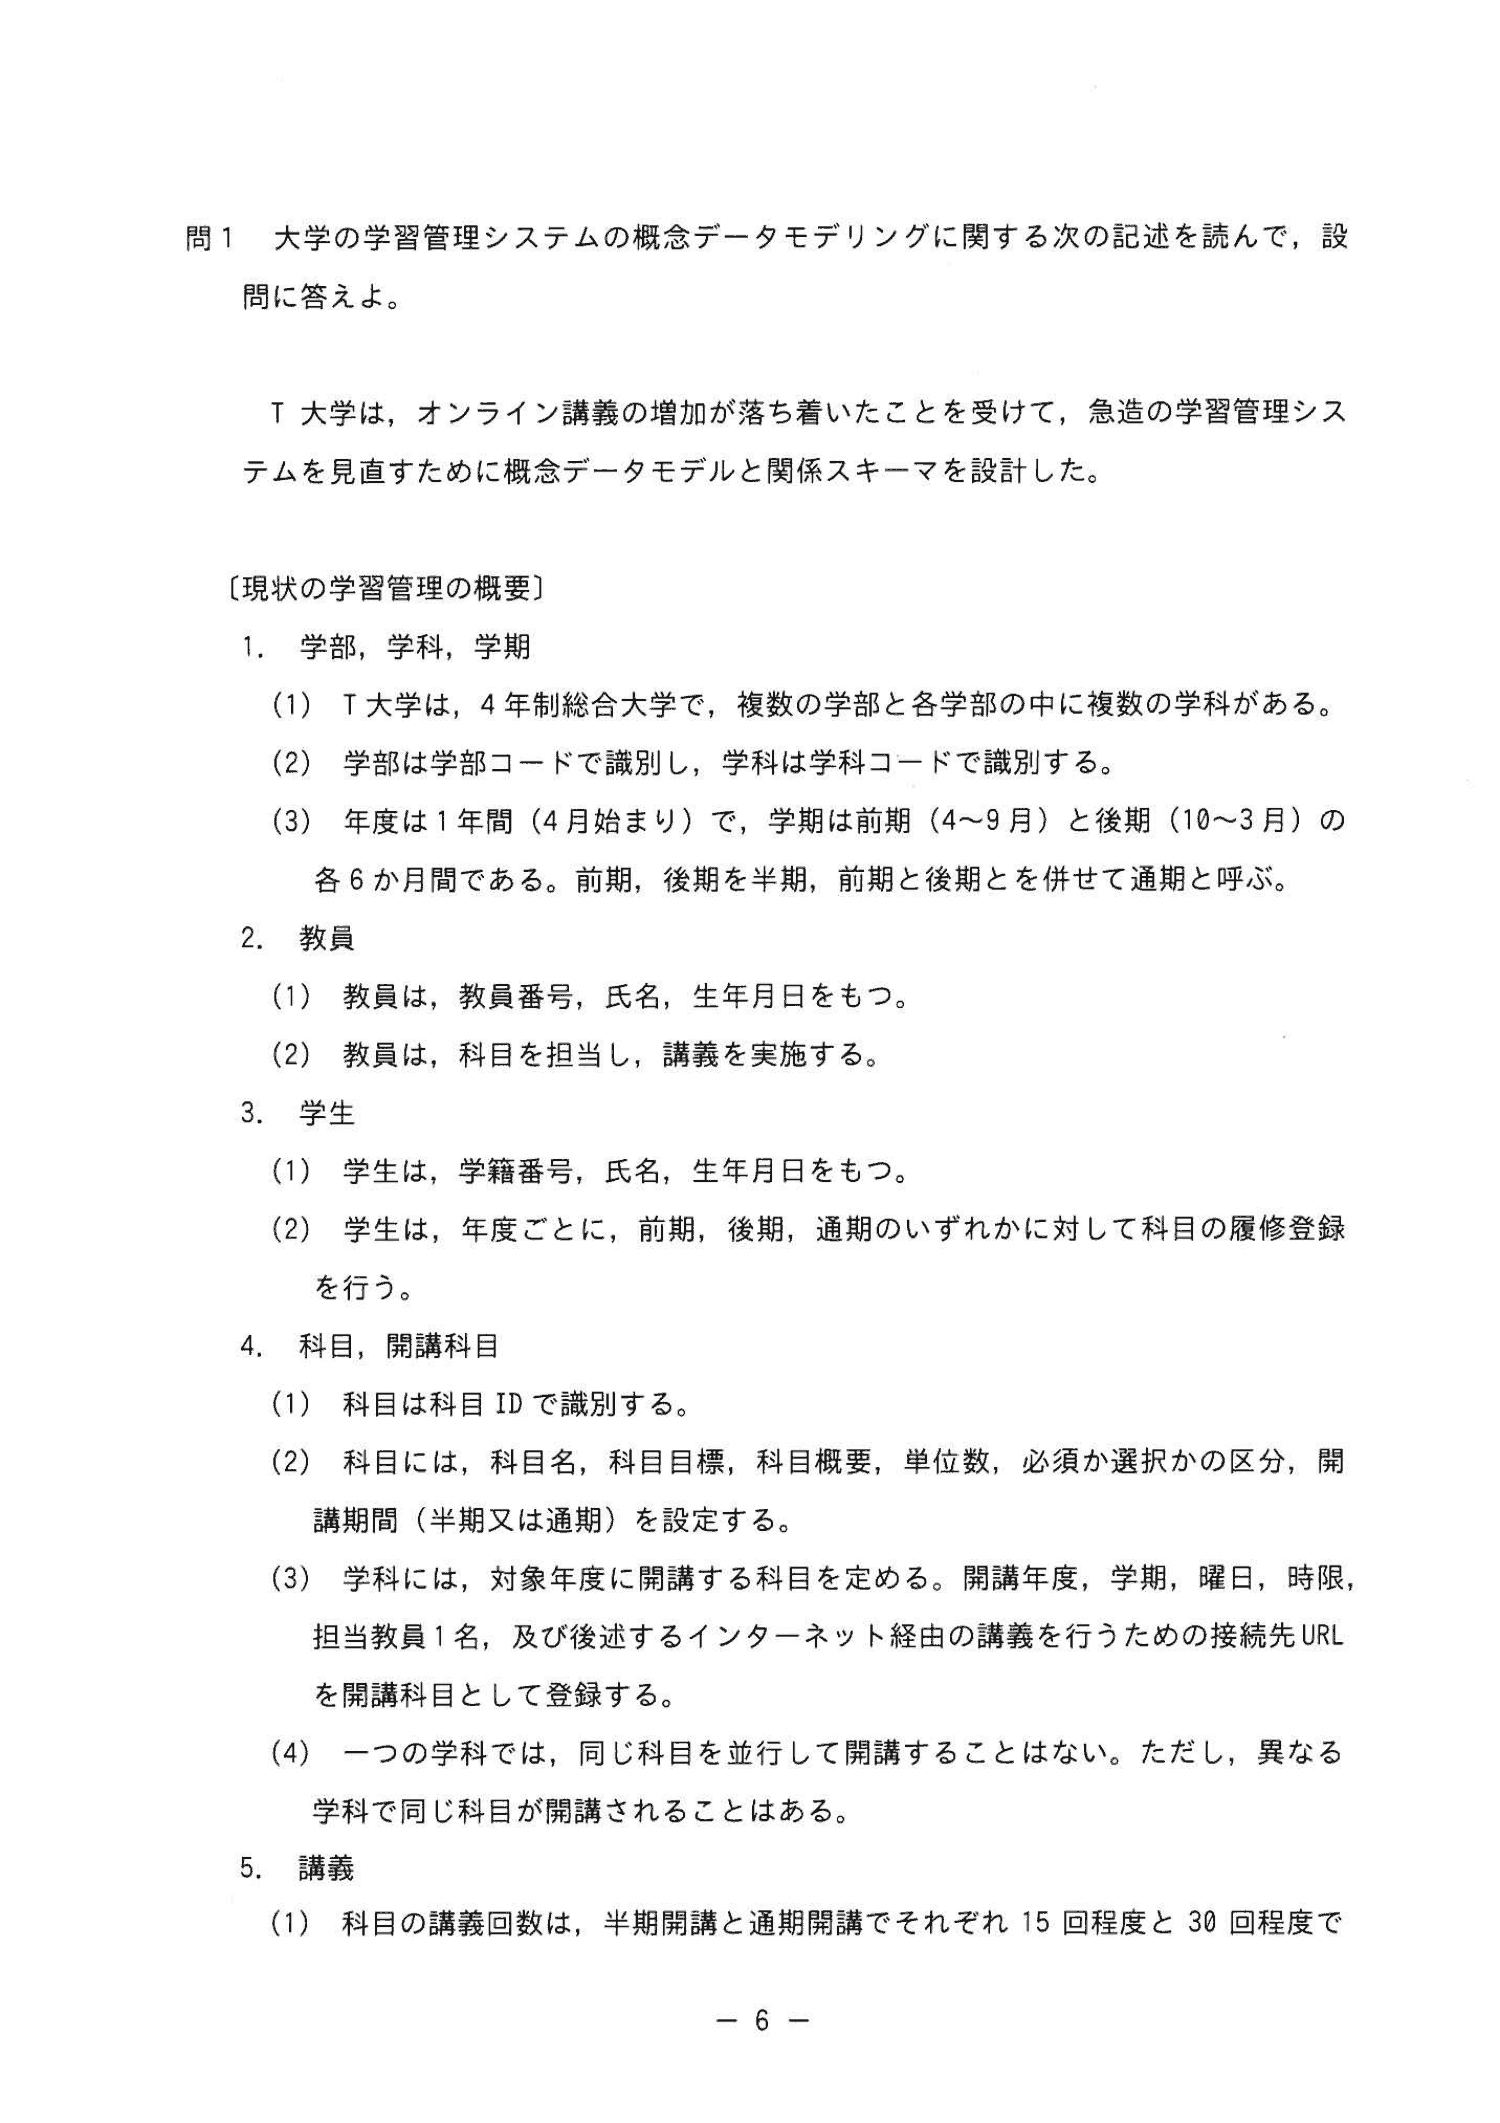 問1 大学の学習管理システムの概念データモデリングに関する次の記述を読んで，設
問に答えよ。
T 大学は，オンライン講義の増加が落ち着いたことを受けて，急造の学習管理シス
テムを見直すために概念データモデルと関係スキーマを設計した。
〔現状の学習管理の概要〕
1． 学部，学科，学期
(1) T 大学は，4 年制総合大学で，複数の学部と各学部の中に複数の学科がある。
(2) 学部は学部コードで識別し，学科は学科コードで識別する。
(3) 年度は 1 年間（4 月始まり）で，学期は前期（4～9 月）と後期（10～3 月）の
各 6 か月間である。前期，後期を半期，前期と後期とを併せて通期と呼ぶ。
2． 教員
(1) 教員は，教員番号，氏名，生年月日をもつ。
(2) 教員は，科目を担当し，講義を実施する。
3． 学生
(1) 学生は，学籍番号，氏名，生年月日をもつ。
(2) 学生は，年度ごとに，前期，後期，通期のいずれかに対して科目の履修登録
を行う。
4． 科目，開講科目
(1) 科目は科目 ID で識別する。
(2) 科目には，科目名，科目目標，科目概要，単位数，必須か選択かの区分，開
講期間（半期又は通期）を設定する。
(3) 学科には，対象年度に開講する科目を定める。開講年度，学期，曜日，時限，
担当教員 1 名，及び後述するインターネット経由の講義を行うための接続先 URL
を開講科目として登録する。
(4) 一つの学科では，同じ科目を並行して開講することはない。ただし，異なる
学科で同じ科目が開講されることはある。
5． 講義
(1) 科目の講義回数は，半期開講と通期開講でそれぞれ 15 回程度と 30 回程度で
－ 6 －